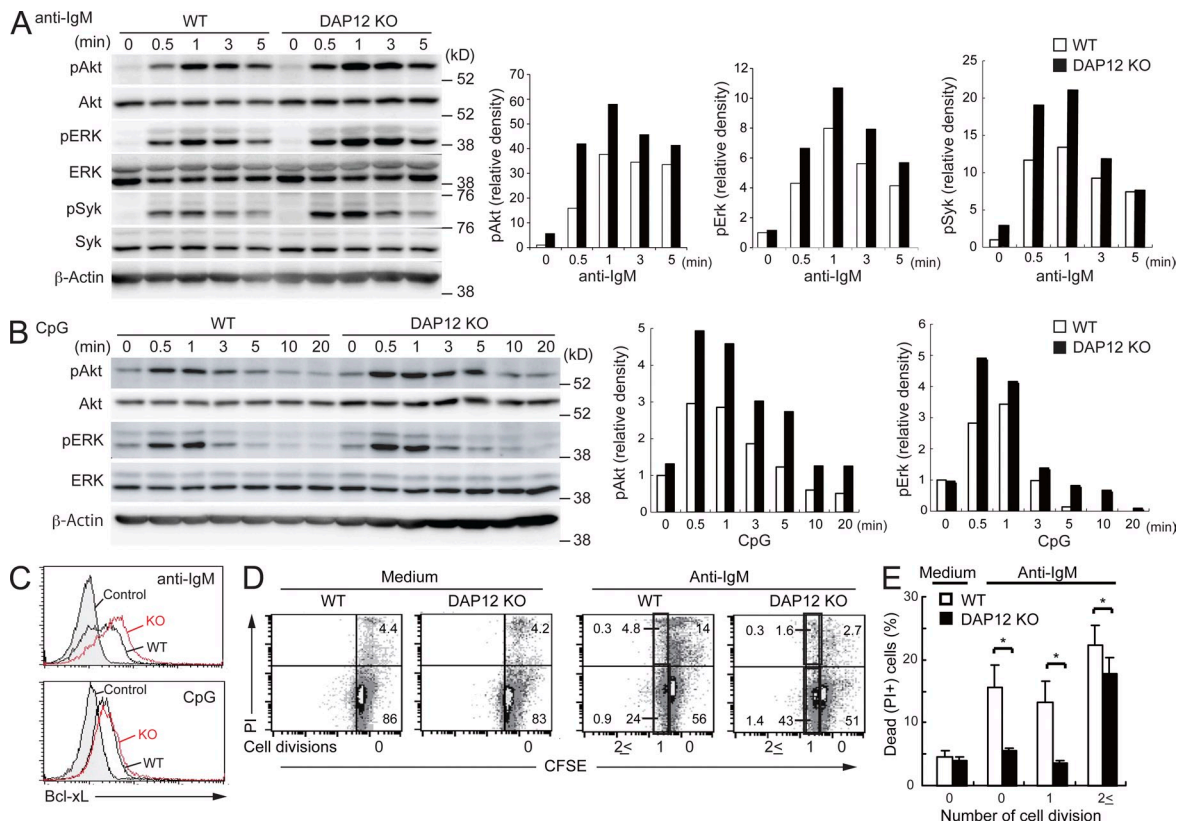 A
anti-IgM WT DAP12 KO
(min) 0 0.5 1 3 5 0 0.5 1 3 5 (kD)
pAkt
52
Akt
52
pERK
38
ERK
38
pSyk
76
76
Syk
β-Actin
38
pAkt (relative density)
70
60
50
40
30
20
10
0
0 0.5 1 3 5 (min)
anti-IgM
pErk (relative density)
12
10
8
6
4
2
0
0 0.5 1 3 5 (min)
anti-IgM
WT
DAP12 KO
pSyk (relative density)
25
20
15
10
5
0
0 0.5 1 3 5 (min)
anti-IgM
B
CpG WT DAP12 KO
(min) 0 0.5 1 3 5 10 20 0 0.5 1 3 5 10 20 (kD)
pAkt
52
Akt
52
pERK
38
ERK
38
β-Actin
38
pAkt (relative density)
5
4
3
2
1
0
0 0.5 1 3 5 10 20 (min)
CpG
WT
DAP12 KO
pErk (relative density)
6
5
4
3
2
1
0
0 0.5 1 3 5 10 20 (min)
CpG
C
anti-IgM
Control
KO
WT
CpG
Control
KO
WT
Bcl-xL
D
Medium Anti-IgM
WT DAP12 KO WT DAP12 KO
PI
4.4 4.2 0.3 4.8 14 0.3 1.6 2.7
86 83 0.9 24 56 1.4 43 51
Cell divisions 0 0 2≤ 1 0 2≤ 1 0
CFSE
E
Medium Anti-IgM
WT
DAP12 KO
Dead (PI+) cells (%)
30
20
10
0
* * *
0 0 1 2≤
Number of cell division